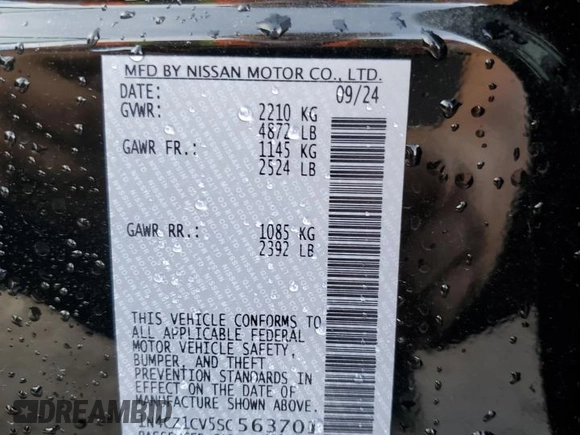 MFD BY NISSAN MOTOR CO., LTD.
DATE: 09/24
GVWR: 2210 KG
4872 LB
GAWR FR.: 1145 KG
2524 LB
GAWR RR.: 1085 KG
2392 LB
THIS VEHICLE CONFORMS TO
ALL APPLICABLE FEDERAL
MOTOR VEHICLE SAFETY,
BUMPER, AND THEFT
PREVENTION STANDARDS IN
EFFECT ON THE DATE OF
MANUFACTURE SHOWN ABOVE.
DREAMBID